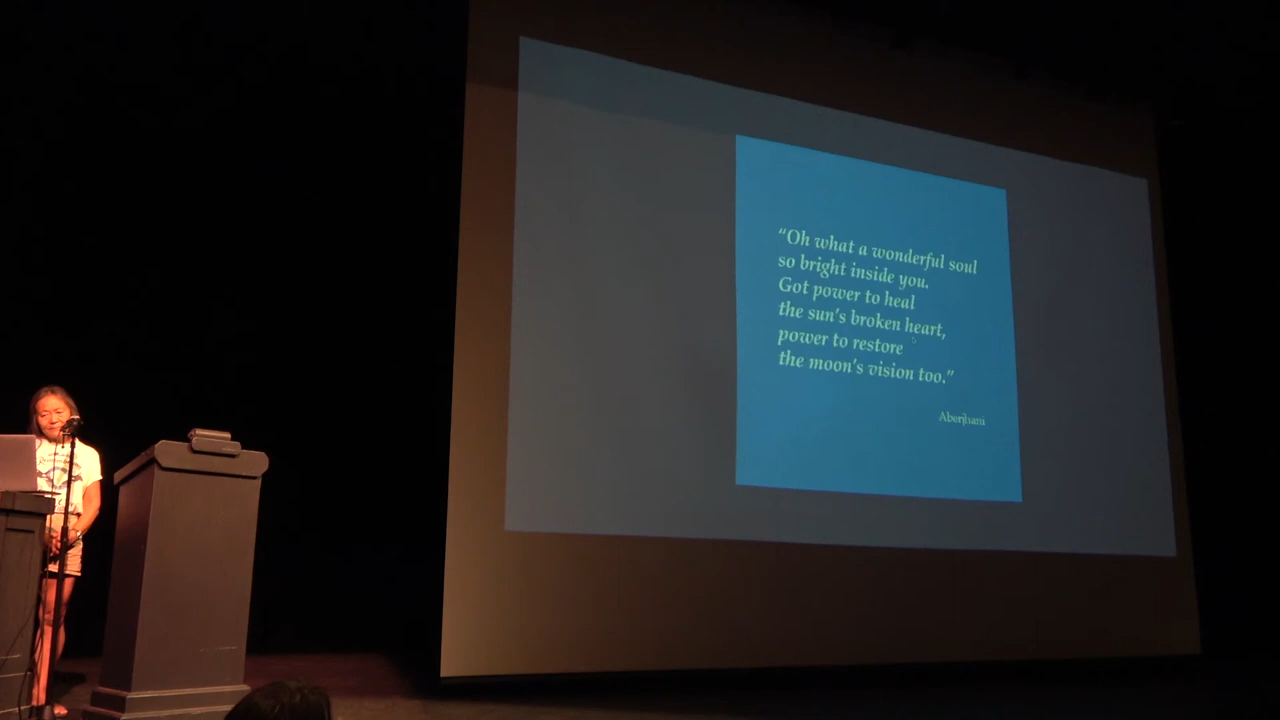 “Oh what a wonderful soul
so bright inside you.
Got power to heal
the sun’s broken heart,
power to restore
the moon’s vision too.”
Aberjhani